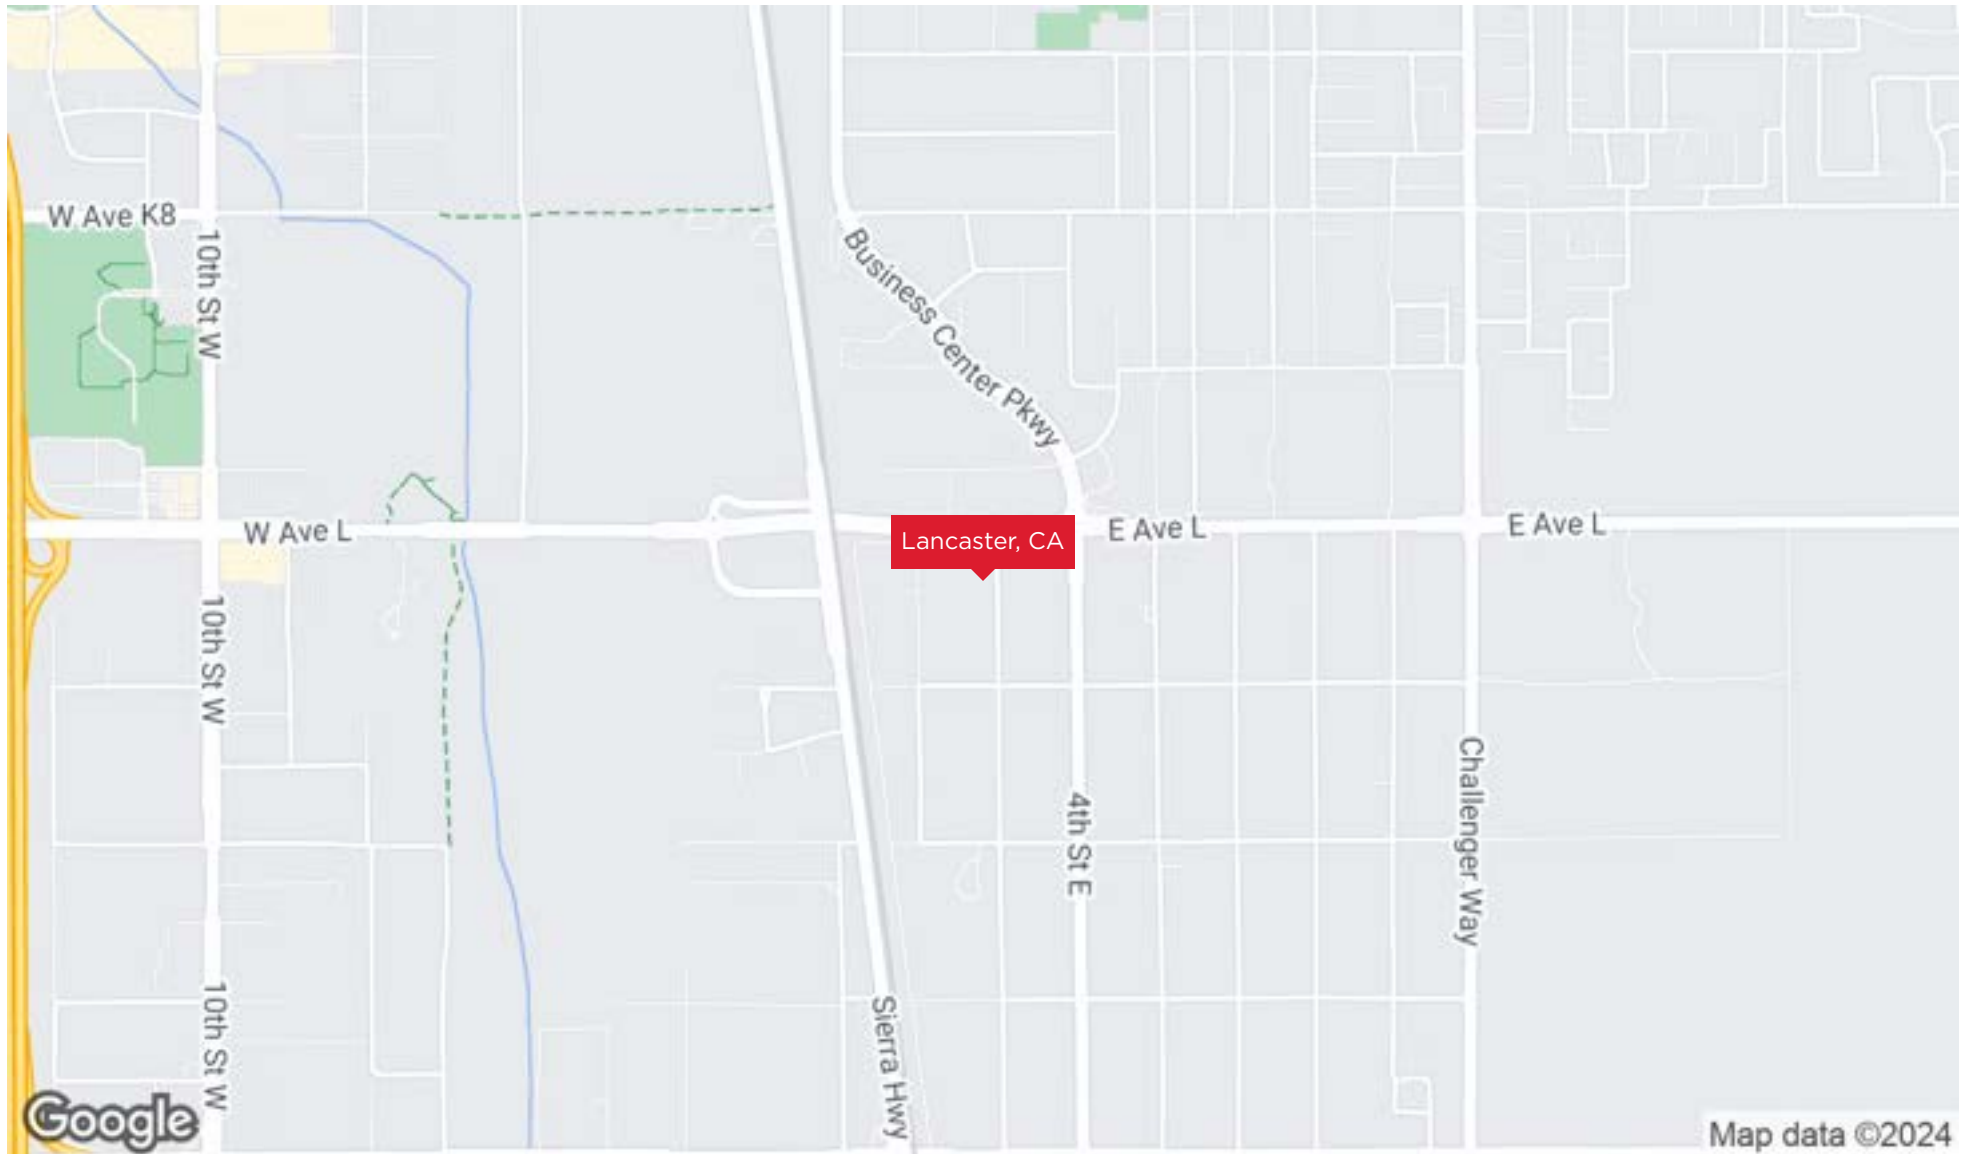 W Ave K8
10th St W
Business Center Pkwy
W Ave L
Lancaster, CA
E Ave L
E Ave L
10th St W
Challenger Way
4th St E
10th St W
Sierra Hwy
Google
Map data ©2024